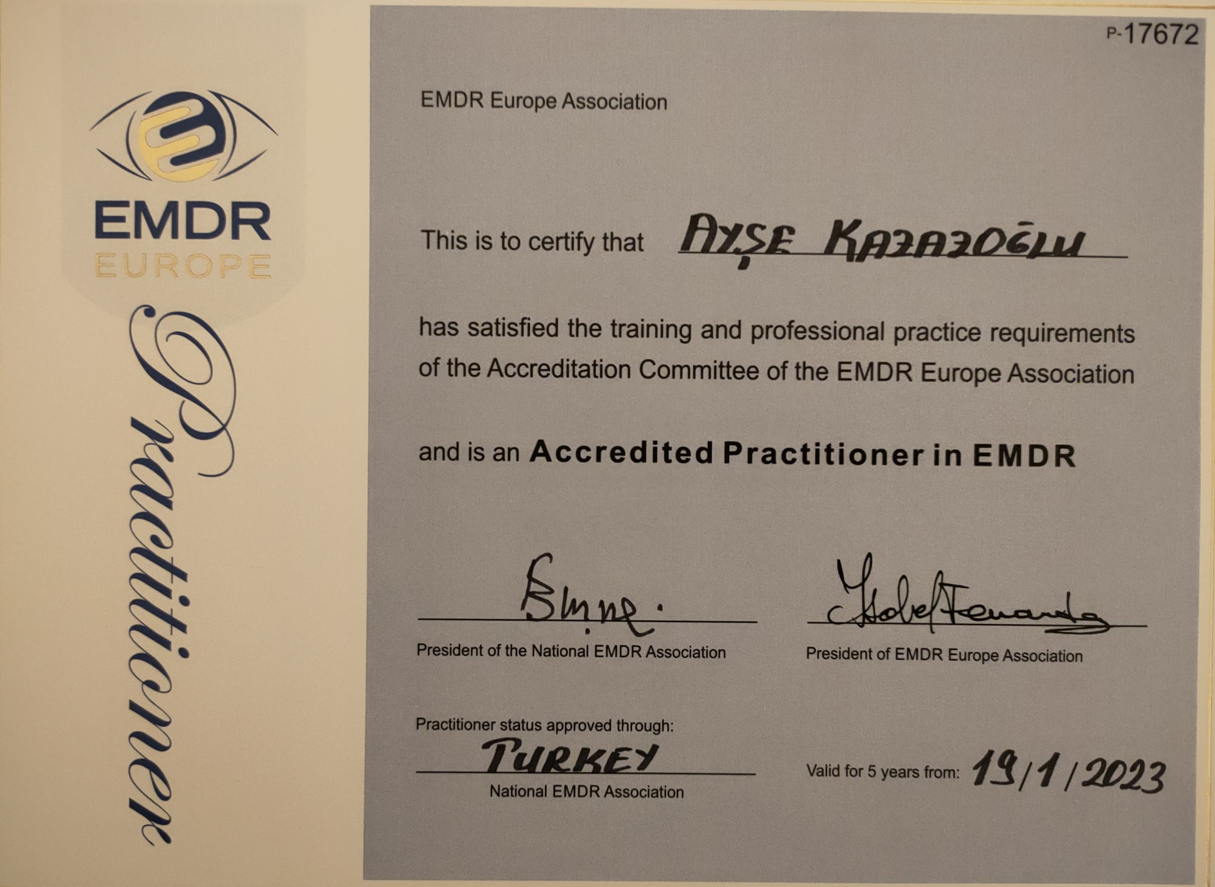 P-17672
EMDR
EUROPE
Practitioner
EMDR Europe Association
This is to certify that AYŞE KAZAZOĞLU
has satisfied the training and professional practice requirements
of the Accreditation Committee of the EMDR Europe Association
and is an Accredited Practitioner in EMDR
President of the National EMDR Association
President of EMDR Europe Association
Practitioner status approved through:
TURKEY
National EMDR Association
Valid for 5 years from: 19/1/2023